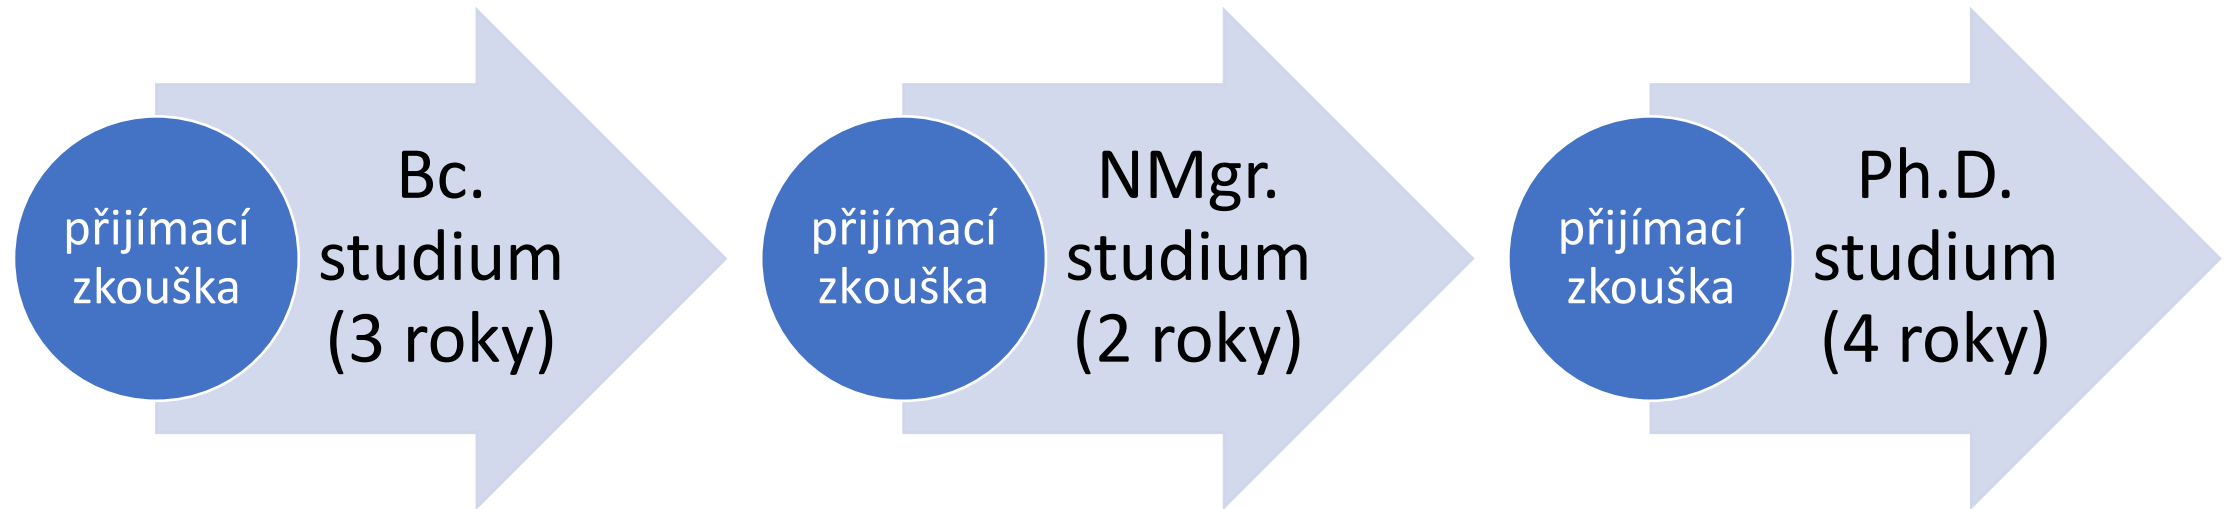 přijímací
zkouška
Bc.
studium
(3 roky)
přijímací
zkouška
NMgr.
studium
(2 roky)
přijímací
zkouška
Ph.D.
studium
(4 roky)